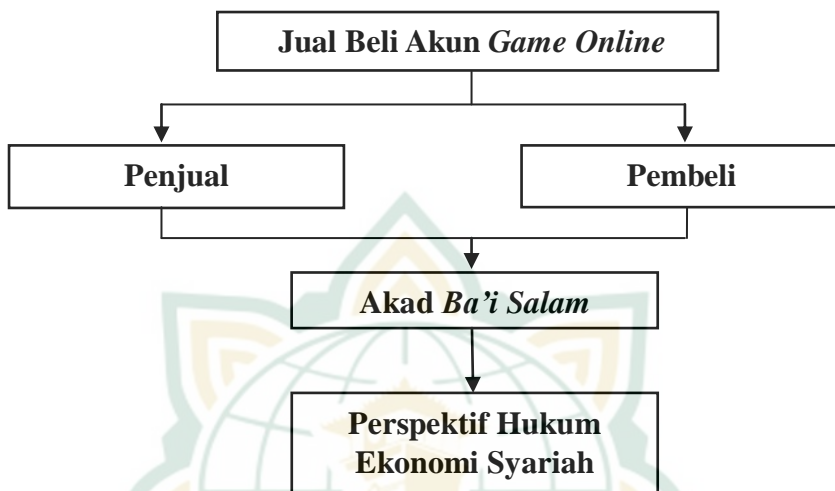 Jual Beli Akun Game Online
Penjual
Pembeli
Akad Ba’i Salam
Perspektif Hukum
Ekonomi Syariah